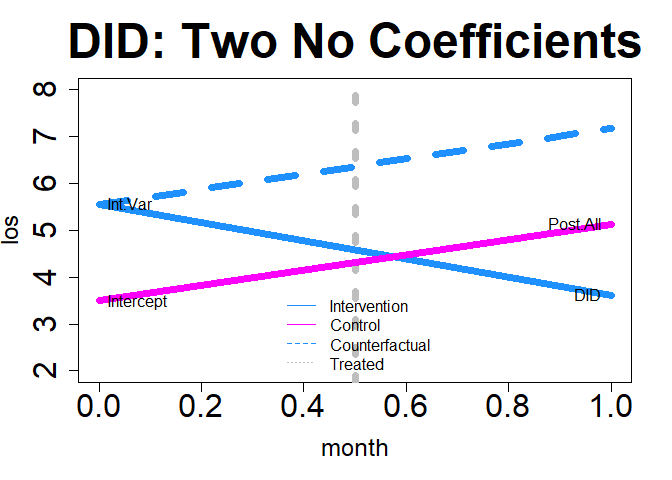 DID: Two No Coefficients
8
7
6
5
4
3
2
los
Int.Var
Post.All
Intercept
DID
Intervention
Control
Counterfactual
Treated
0.0 0.2 0.4 0.6 0.8 1.0
month